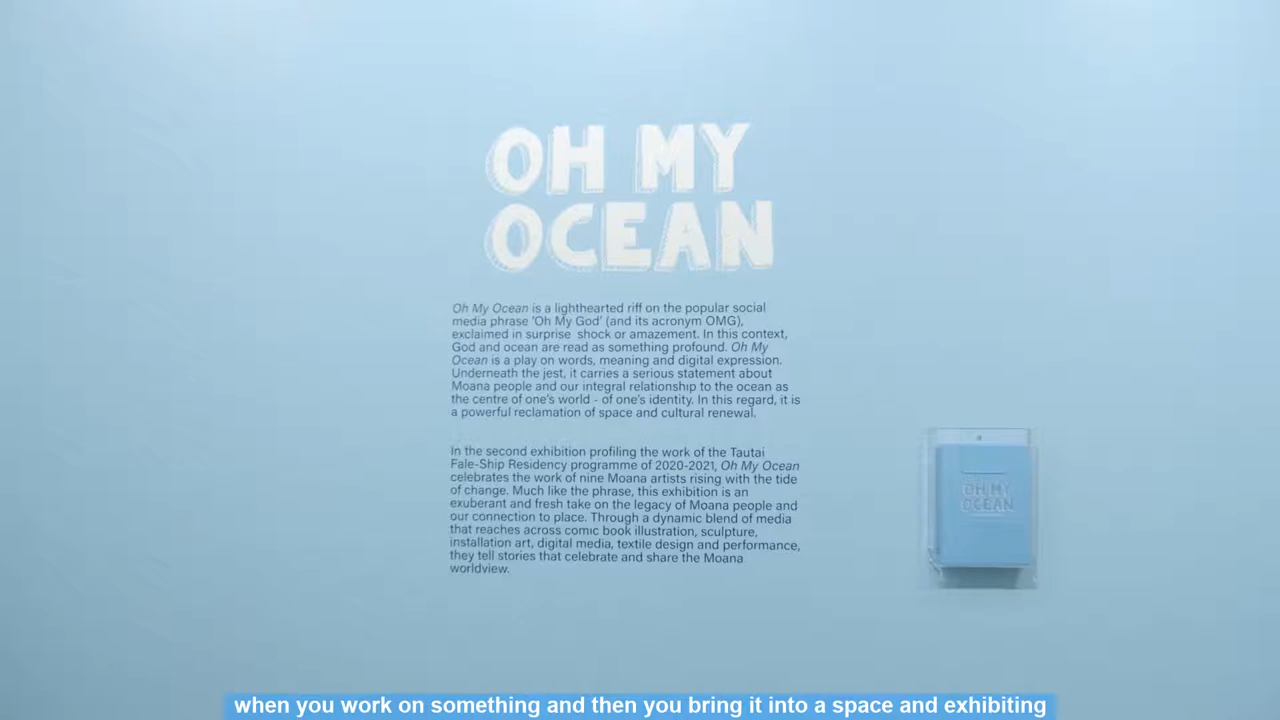 OH MY
OCEAN
Oh My Ocean is a lighthearted riff on the popular social
media phrase 'Oh My God' (and its acronym OMG),
exclaimed in surprise shock or amazement. In this context,
God and ocean are read as something profound. Oh My
Ocean is a play on words, meaning and digital expression.
Underneath the jest, it carries a serious statement about
Moana people and our integral relationship to the ocean as
the centre of one's world - of one's identity. In this regard, it is
a powerful reclamation of space and cultural renewal.
In the second exhibition profiling the work of the Tautai
Fale-Ship Residency programme of 2020-2021, Oh My Ocean
celebrates the work of nine Moana artists rising with the tide
of change. Much like the phrase, this exhibition is an
exuberant and fresh take on the legacy of Moana people and
our connection to place. Through a dynamic blend of media
that reaches across comic book illustration, sculpture,
installation art, digital media, textile design and performance,
they tell stories that celebrate and share the Moana
worldview.
OH MY
OCEAN
when you work on something and then you bring it into a space and exhibiting